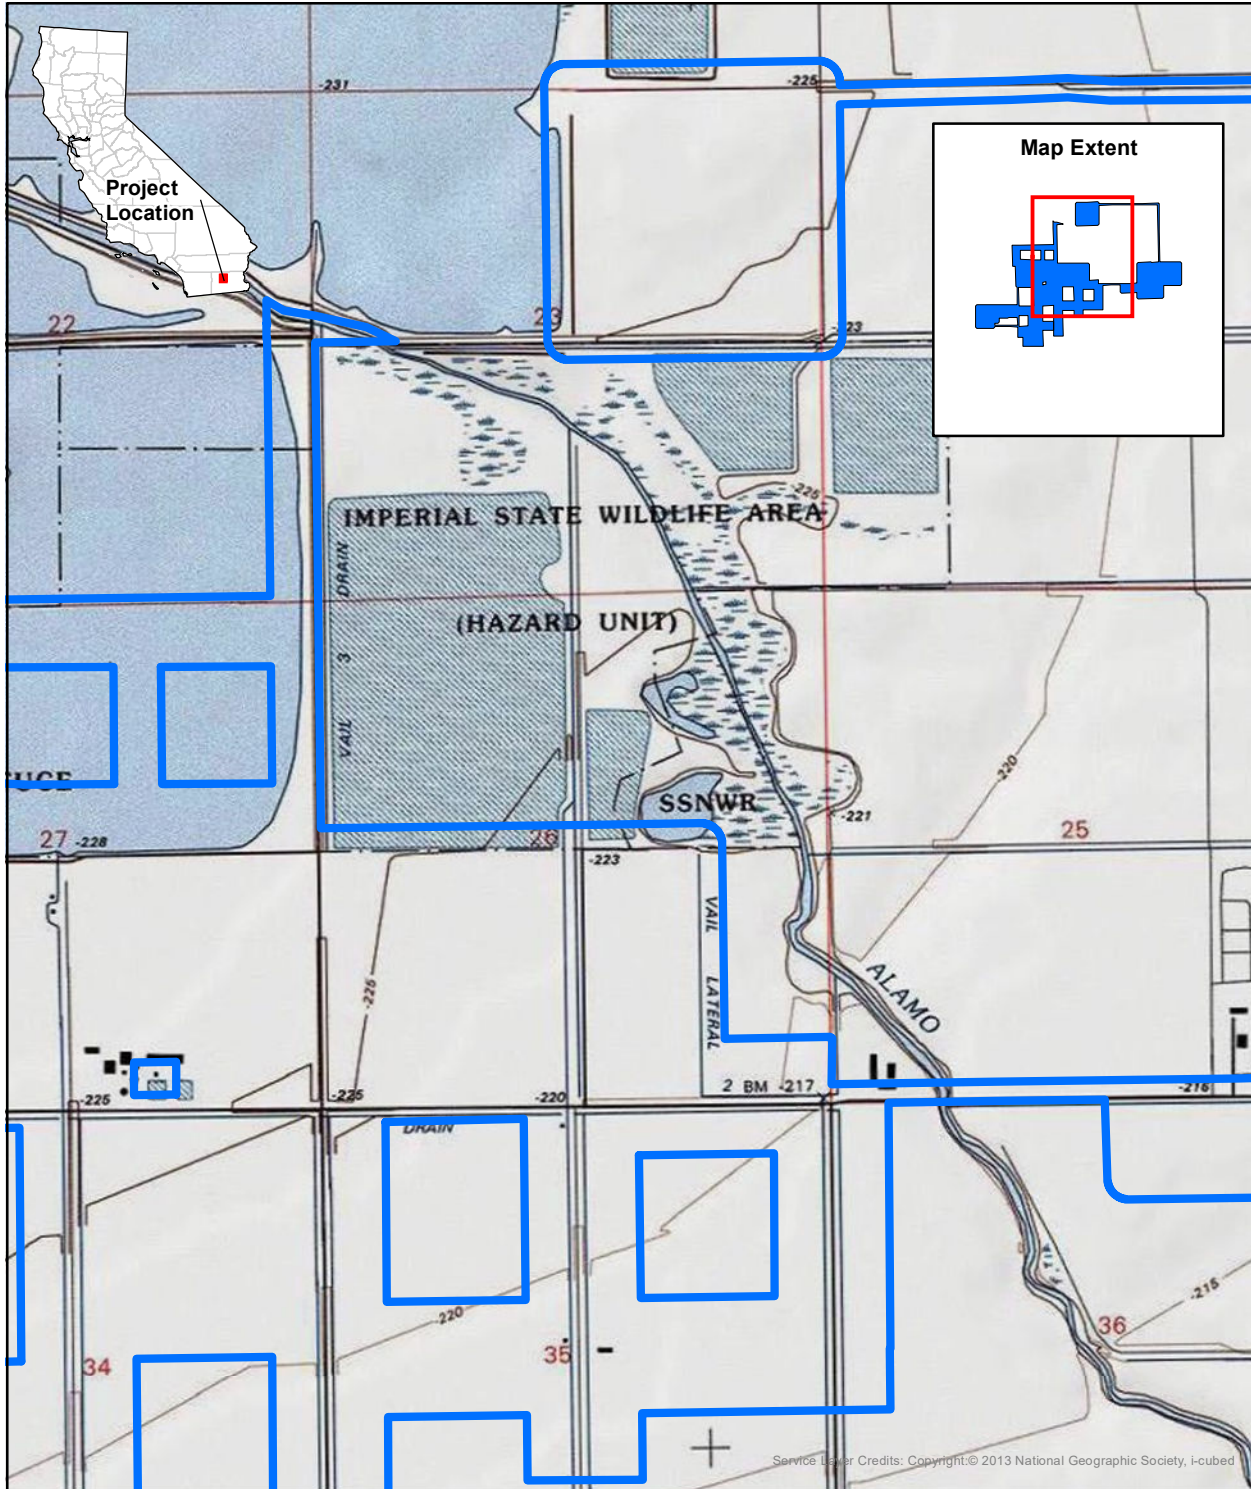 -231
-225
Map Extent
Project
Location
22
23
-223
-225
IMPERIAL STATE WILDLIFE AREA
DRAIN
(HAZARD UNIT)
3
VAIL
-220
UGE
SSNWR
-221
27
-228
26
25
-223
VAIL
LATERAL
ALAMO
-225
2 BM -217
-225
-225
-220
-216
DRAIN
-215
-220
36
35
34
Service Layer Credits: Copyright:© 2013 National Geographic Society, i-cubed